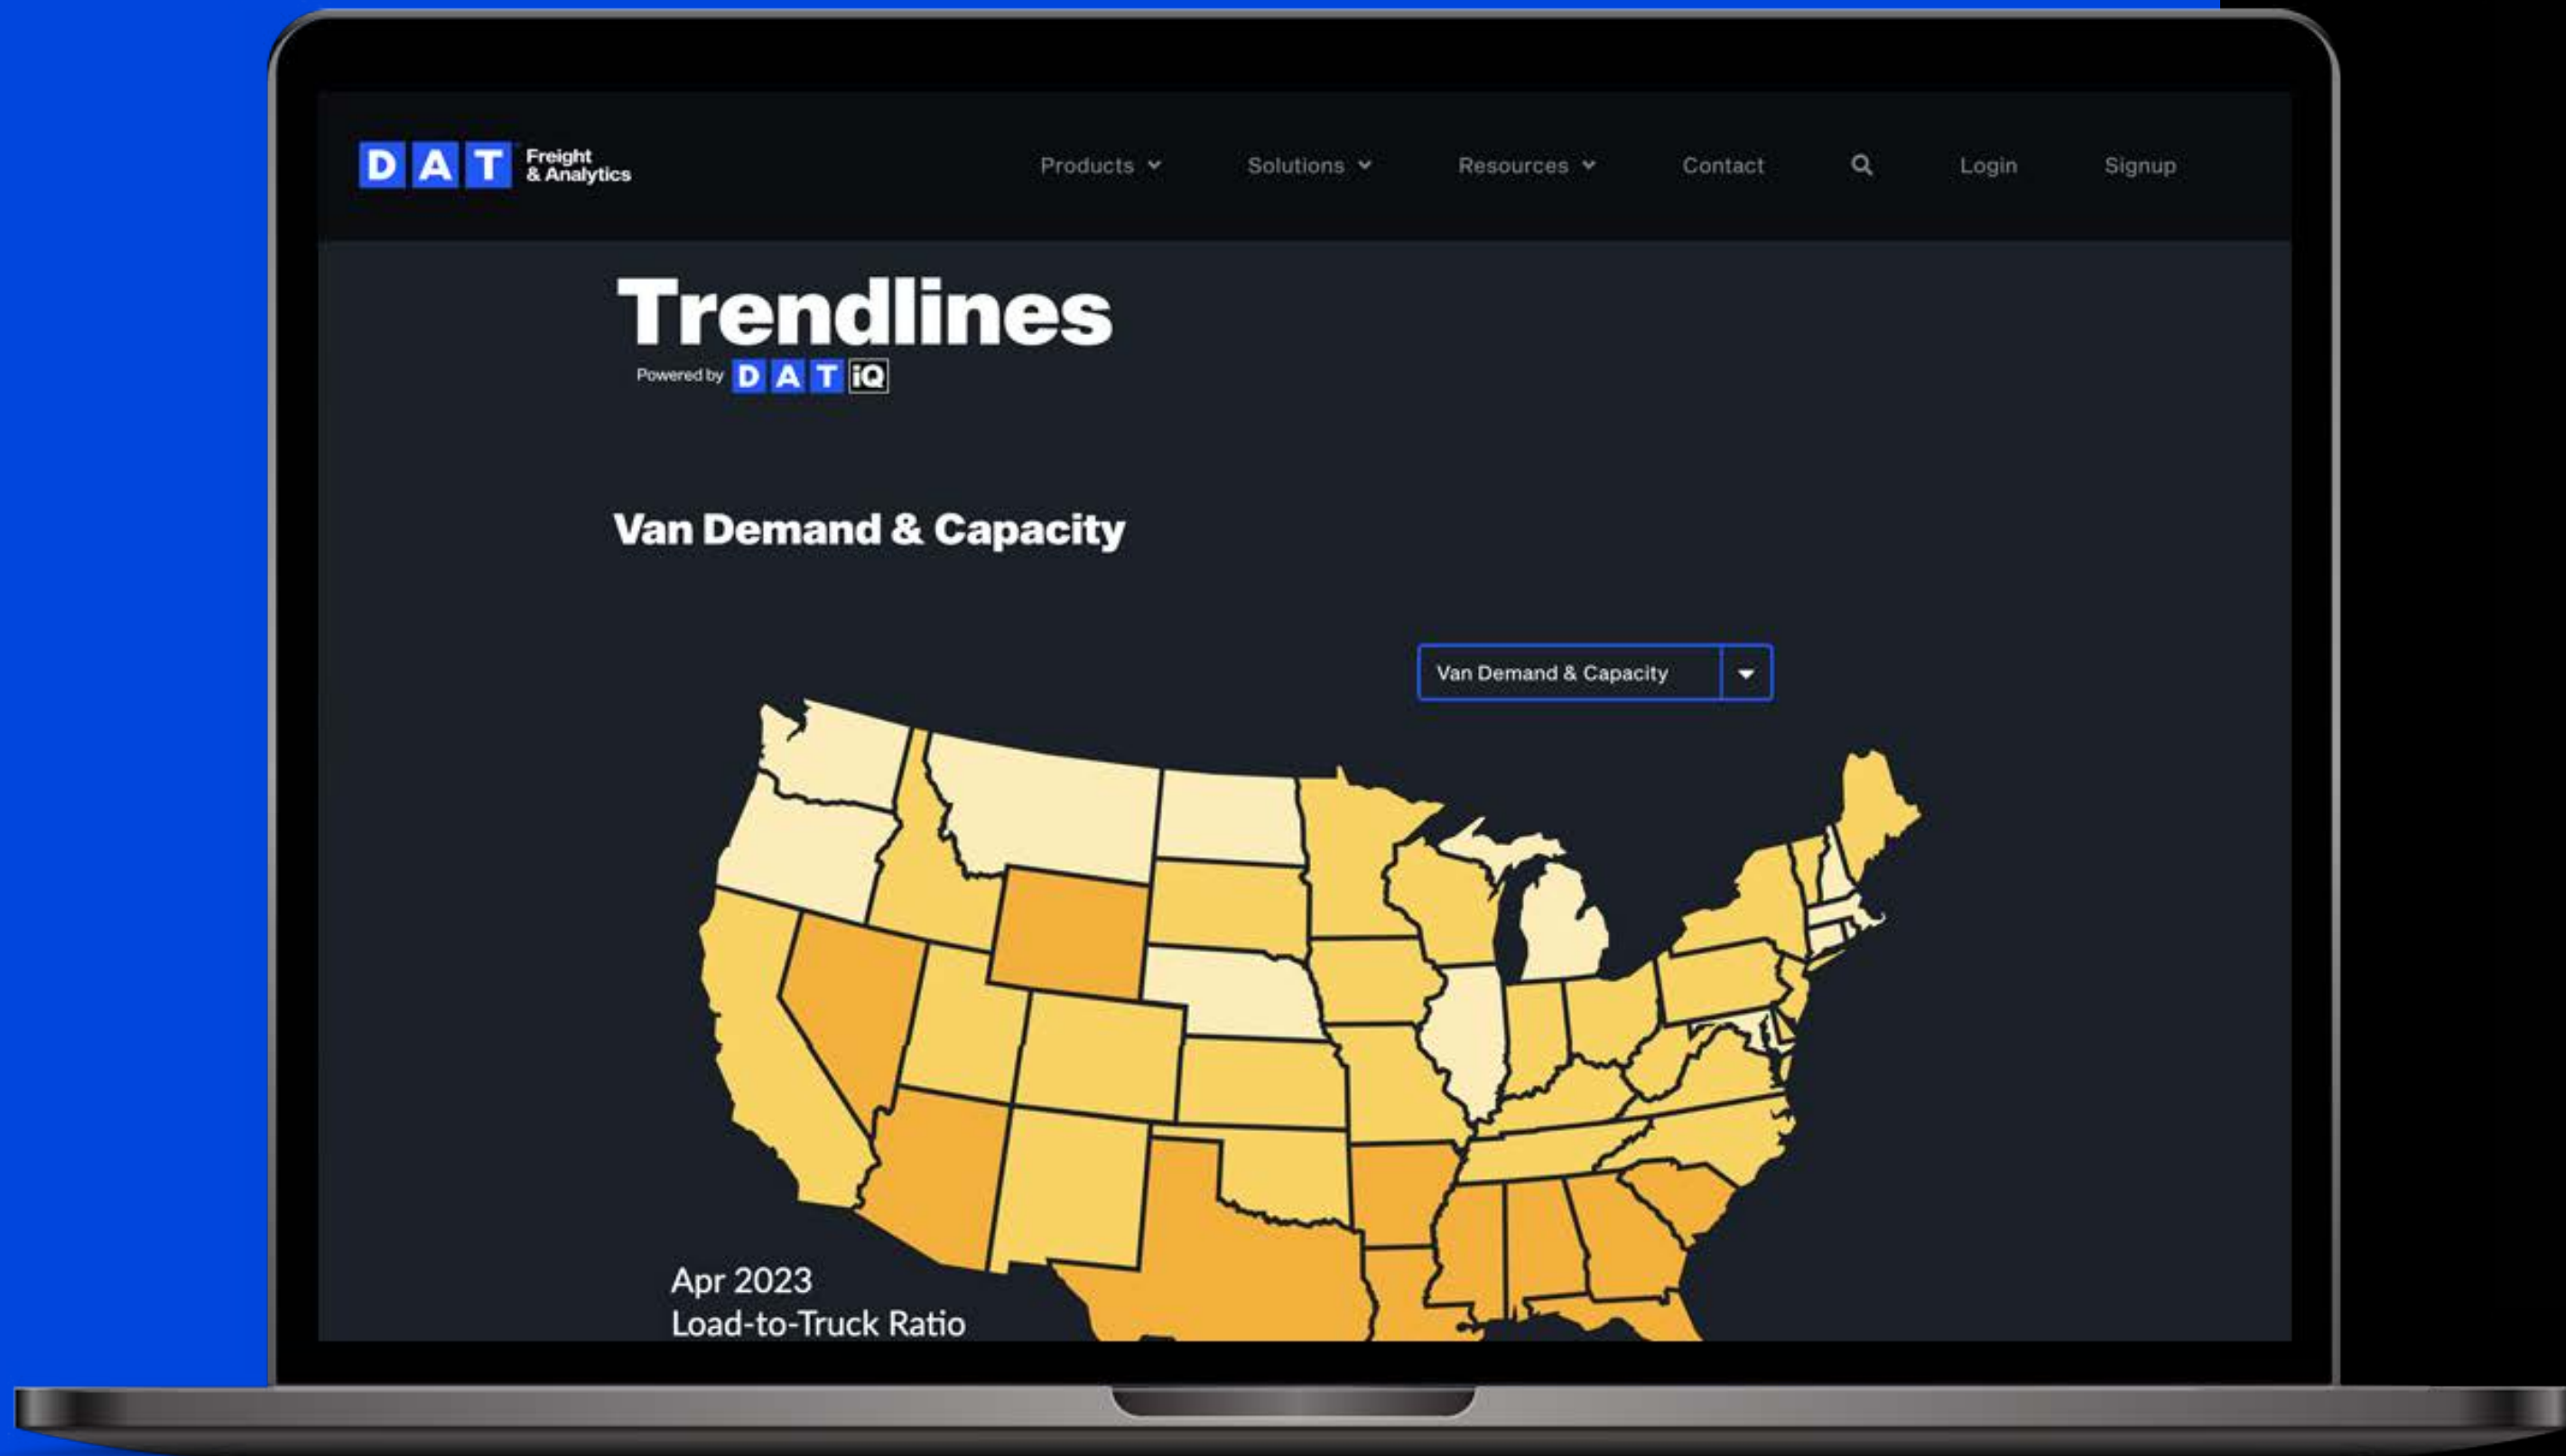 DAT Freight
& Analytics
Products
Solutions
Resources
Contact
Login
Signup
Trendlines
Powered by DAT iQ
Van Demand & Capacity
Van Demand & Capacity
Apr 2023
Load-to-Truck Ratio